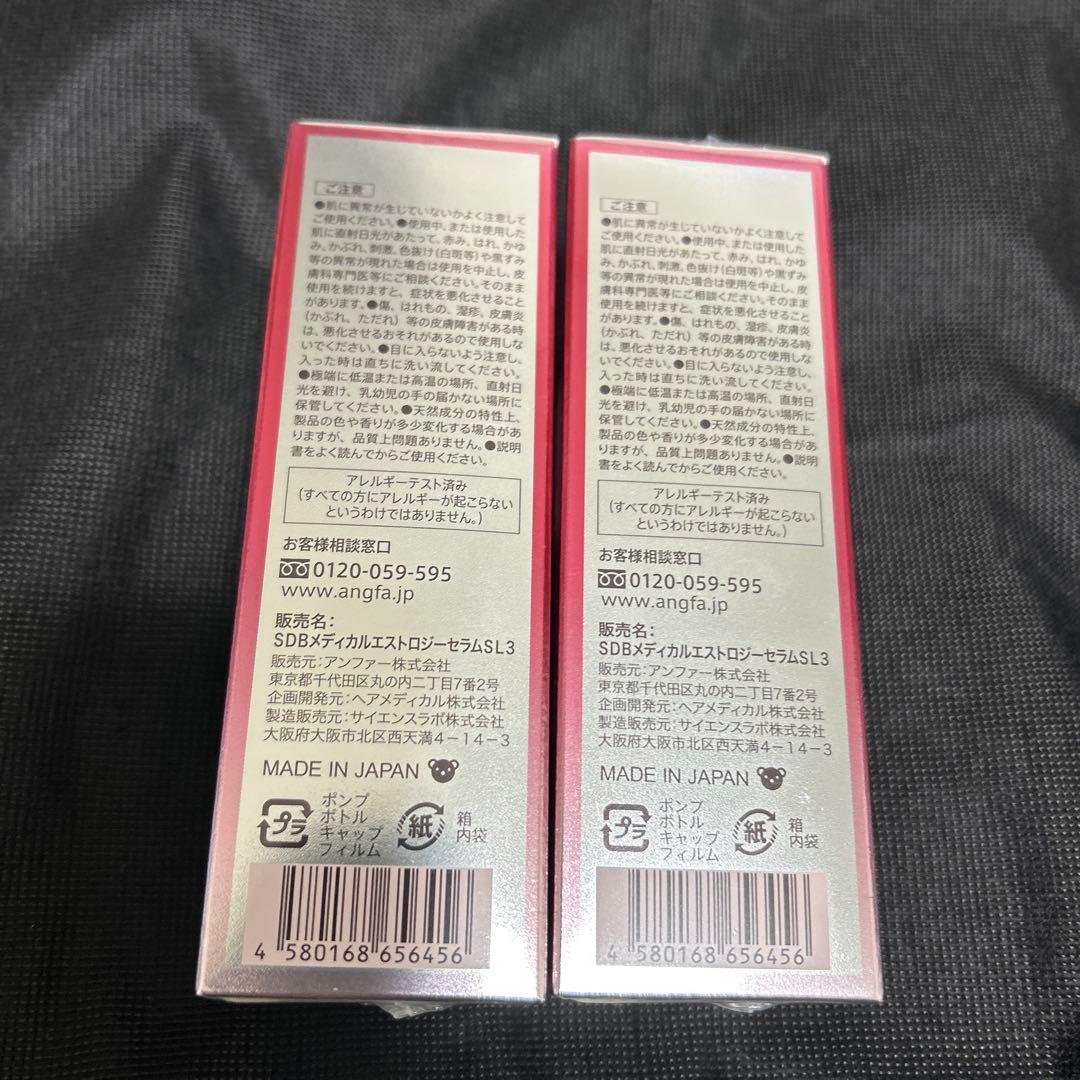 ご注意
●肌に異常が生じていないかよく注意して
ご使用ください。●使用中、または使用した
肌に直射日光があたって、赤み、はれ、かゆ
み、かぶれ、刺激、色抜け(白斑等)や黒ずみ
等の異常が現れた場合は使用を中止し、皮
膚科専門医等にご相談ください。そのまま
使用を続けますと、症状を悪化させること
があります。●傷、はれもの、湿疹、皮膚炎
(かぶれ、ただれ)等の皮膚障害がある時
は、悪化させるおそれがあるので使用しな
いでください。●目に入らないよう注意し、
入った時は直ちに洗い流してください。
●極端に低温または高温の場所、直射日
光を避け、乳幼児の手の届かない場所に
保管してください。●天然成分の特性上、
製品の色や香りが多少変化する場合があ
りますが、品質上問題ありません。●説明
書をよく読んでからご使用ください。
アレルギーテスト済み
(すべての方にアレルギーが起こらない
というわけではありません。)
お客様相談窓口
0120-059-595
www.angfa.jp
販売名:
SDBメディカルエストロジーセラムSL3
販売元:アンファー株式会社
東京都千代田区丸の内二丁目7番2号
企画開発元:ヘアメディカル株式会社
製造販売元:サイエンスラボ株式会社
大阪府大阪市北区西天満4-14-3
MADE IN JAPAN
プラ
ポンプ
ボトル
キャップ
フィルム
紙
箱
内袋
4 580168 656456
ご注意
●肌に異常が生じていないかよく注意して
ご使用ください。●使用中、または使用した
肌に直射日光があたって、赤み、はれ、かゆ
み、かぶれ、刺激、色抜け(白斑等)や黒ずみ
等の異常が現れた場合は使用を中止し、皮
膚科専門医等にご相談ください。そのまま
使用を続けますと、症状を悪化させること
があります。●傷、はれもの、湿疹、皮膚炎
(かぶれ、ただれ)等の皮膚障害がある時
は、悪化させるおそれがあるので使用しな
いでください。●目に入らないよう注意し、
入った時は直ちに洗い流してください。
●極端に低温または高温の場所、直射日
光を避け、乳幼児の手の届かない場所に
保管してください。●天然成分の特性上、
製品の色や香りが多少変化する場合があ
りますが、品質上問題ありません。●説明
書をよく読んでからご使用ください。
アレルギーテスト済み
(すべての方にアレルギーが起こらない
というわけではありません。)
お客様相談窓口
0120-059-595
www.angfa.jp
販売名:
SDBメディカルエストロジーセラムSL3
販売元:アンファー株式会社
東京都千代田区丸の内二丁目7番2号
企画開発元:ヘアメディカル株式会社
製造販売元:サイエンスラボ株式会社
大阪府大阪市北区西天満4-14-3
MADE IN JAPAN
プラ
ポンプ
ボトル
キャップ
フィルム
紙
箱
内袋
4 580168 656456